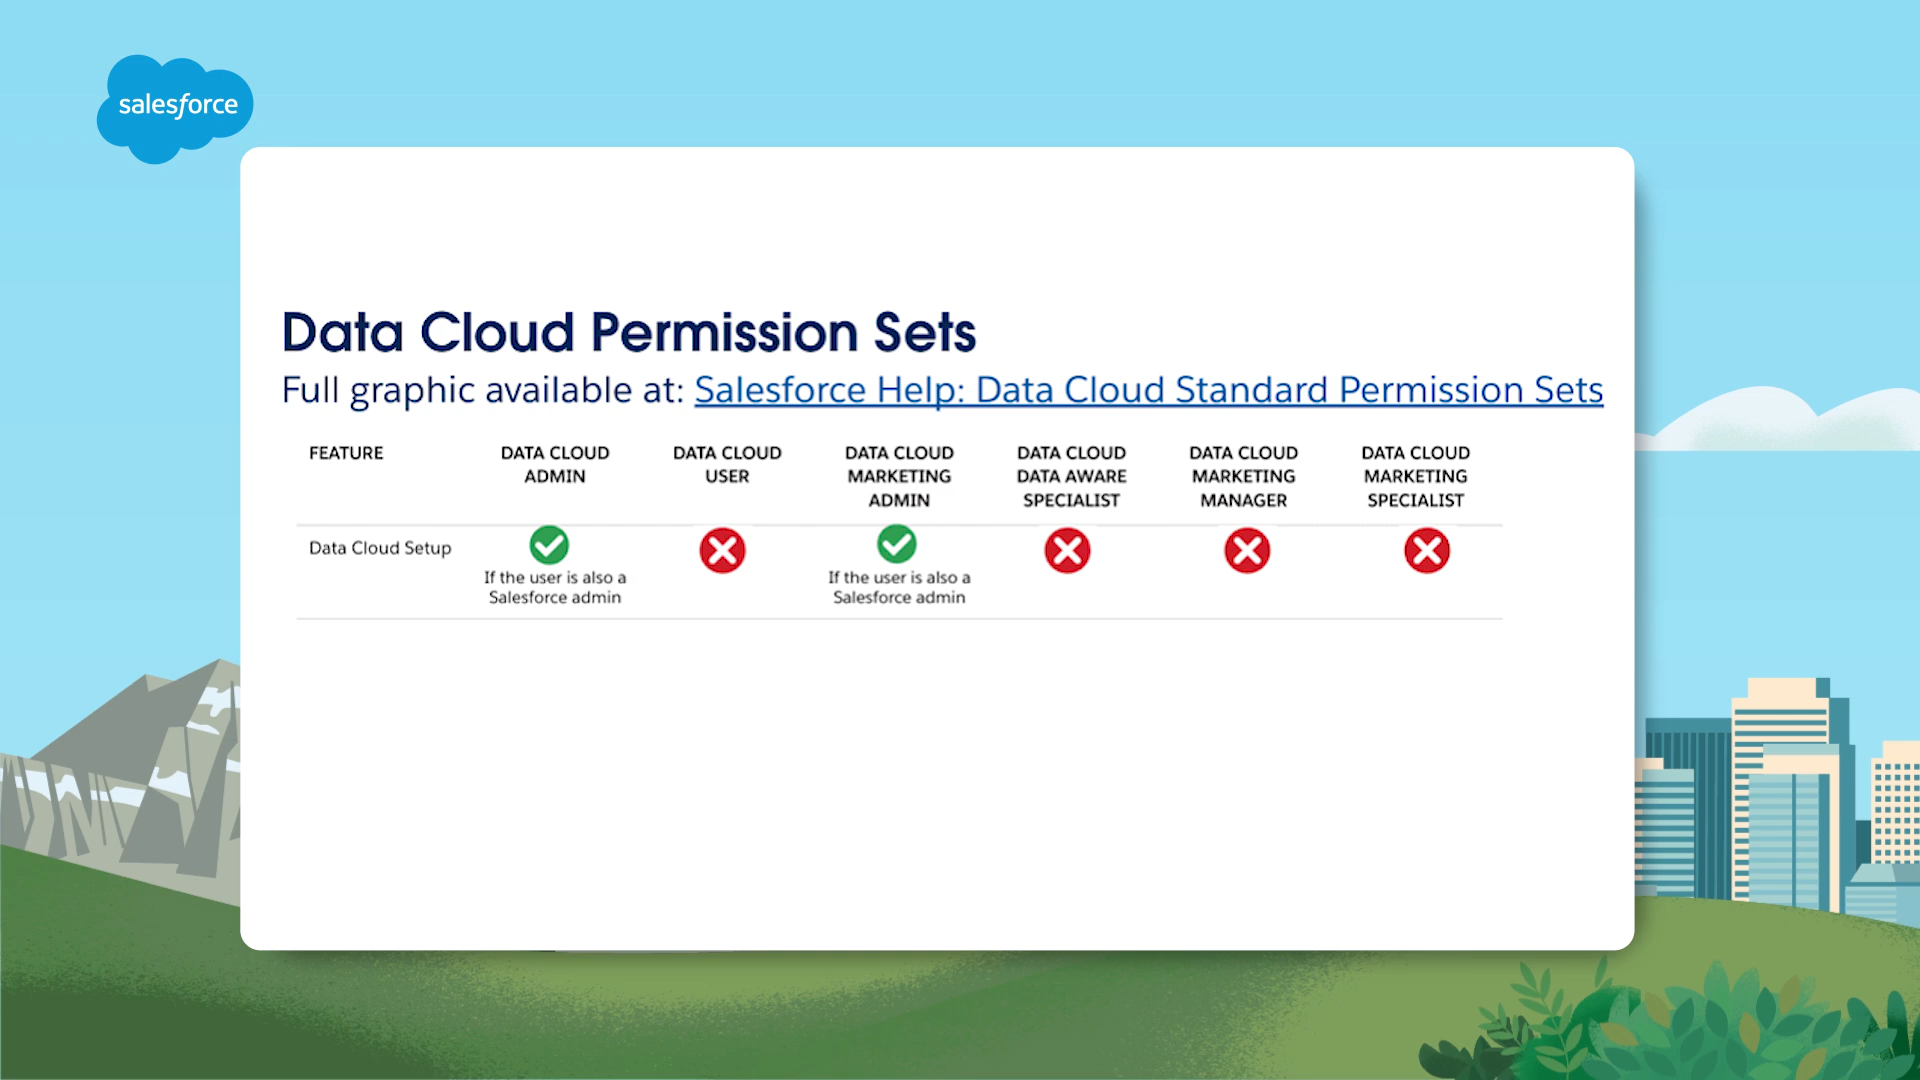 salesforce
Data Cloud Permission Sets
Full graphic available at: Salesforce Help: Data Cloud Standard Permission Sets
FEATURE
DATA CLOUD
ADMIN
DATA CLOUD
USER
DATA CLOUD
MARKETING
ADMIN
DATA CLOUD
DATA AWARE
SPECIALIST
DATA CLOUD
MARKETING
MANAGER
DATA CLOUD
MARKETING
SPECIALIST
Data Cloud Setup
If the user is also a
Salesforce admin
If the user is also a
Salesforce admin